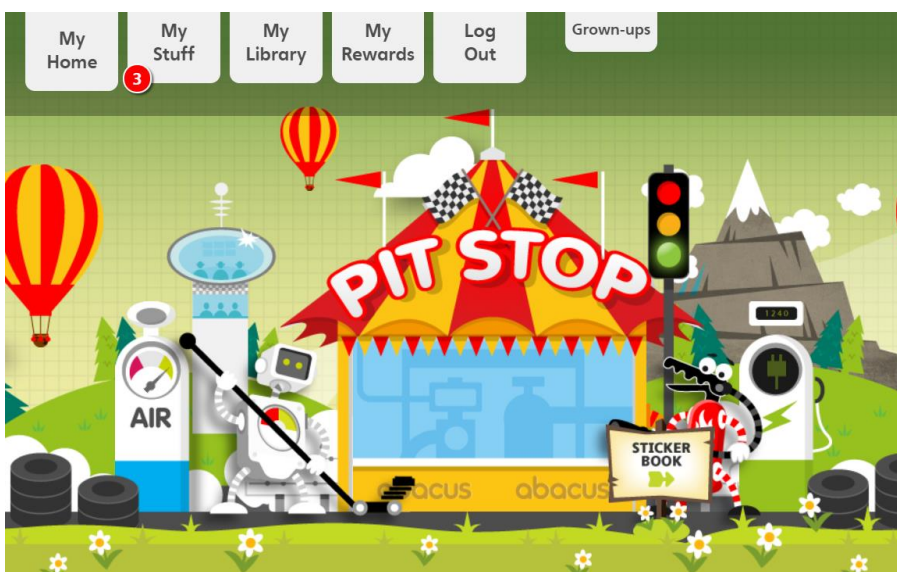 My
Home
My
Stuff
3
My
Library
My
Rewards
Log
Out
Grown-ups
PIT STOP
1240
AIR
STICKER
BOOK
abacus
abacus